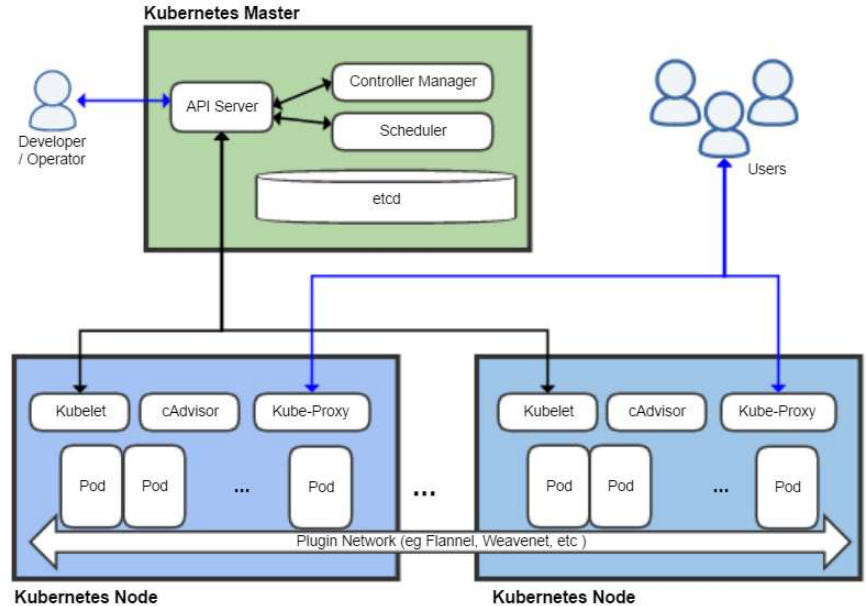 Kubernetes Master
API Server
Controller Manager
Scheduler
etcd
Developer
/ Operator
Users
Kubelet
cAdvisor
Kube-Proxy
Pod
Pod
...
Pod
...
Kubelet
cAdvisor
Kube-Proxy
Pod
Pod
...
Pod
Plugin Network (eg Flannel, Weavenet, etc )
Kubernetes Node
Kubernetes Node